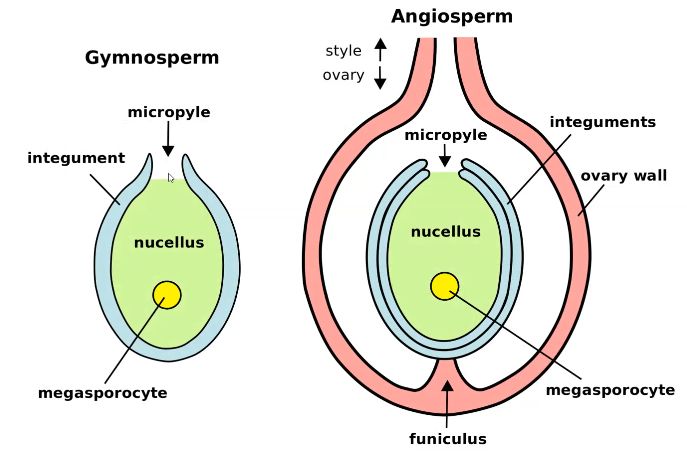 Gymnosperm
micropyle
integument
nucellus
megasporocyte
Angiosperm
style
ovary
micropyle
integuments
ovary wall
nucellus
megasporocyte
funiculus